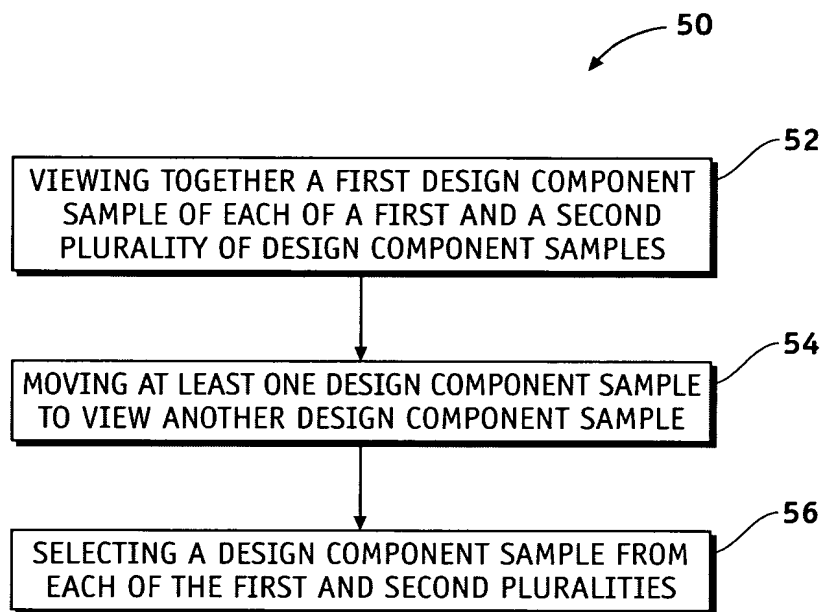 50
52
VIEWING TOGETHER A FIRST DESIGN COMPONENT
SAMPLE OF EACH OF A FIRST AND A SECOND
PLURALITY OF DESIGN COMPONENT SAMPLES
54
MOVING AT LEAST ONE DESIGN COMPONENT SAMPLE
TO VIEW ANOTHER DESIGN COMPONENT SAMPLE
56
SELECTING A DESIGN COMPONENT SAMPLE FROM
EACH OF THE FIRST AND SECOND PLURALITIES